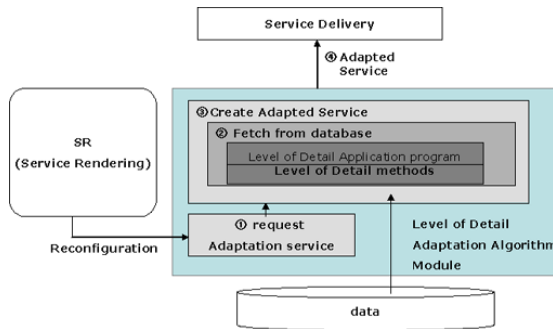 Service Delivery
④ Adapted
Service
③ Create Adapted Service
② Fetch from database
Level of Detail Application program
Level of Detail methods
SR
(Service Rendering)
① request
Adaptation service
Reconfiguration
Level of Detail
Adaptation Algorithm
Module
data